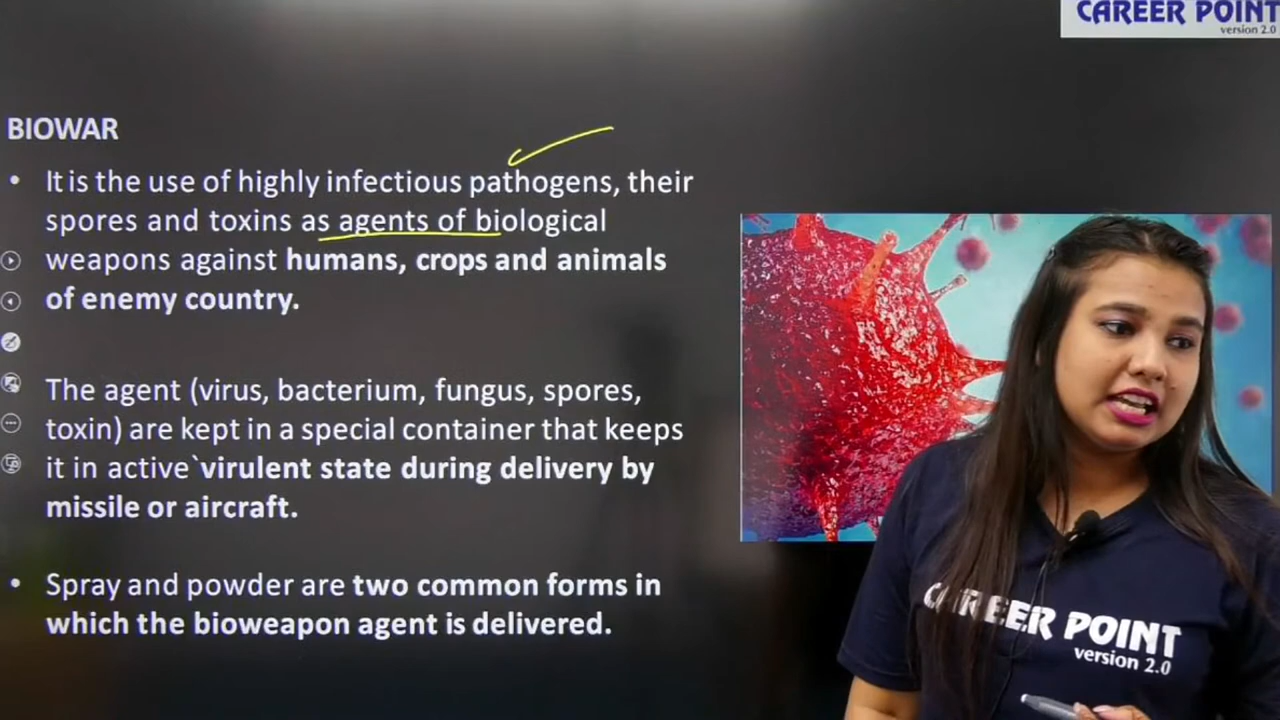 CAREER POINT
version 2.0
BIOWAR
• It is the use of highly infectious pathogens, their
spores and toxins as agents of biological
weapons against humans, crops and animals
of enemy country.
The agent (virus, bacterium, fungus, spores,
toxin) are kept in a special container that keeps
it in active`virulent state during delivery by
missile or aircraft.
• Spray and powder are two common forms in
which the bioweapon agent is delivered.
CAREER POINT
version 2.0